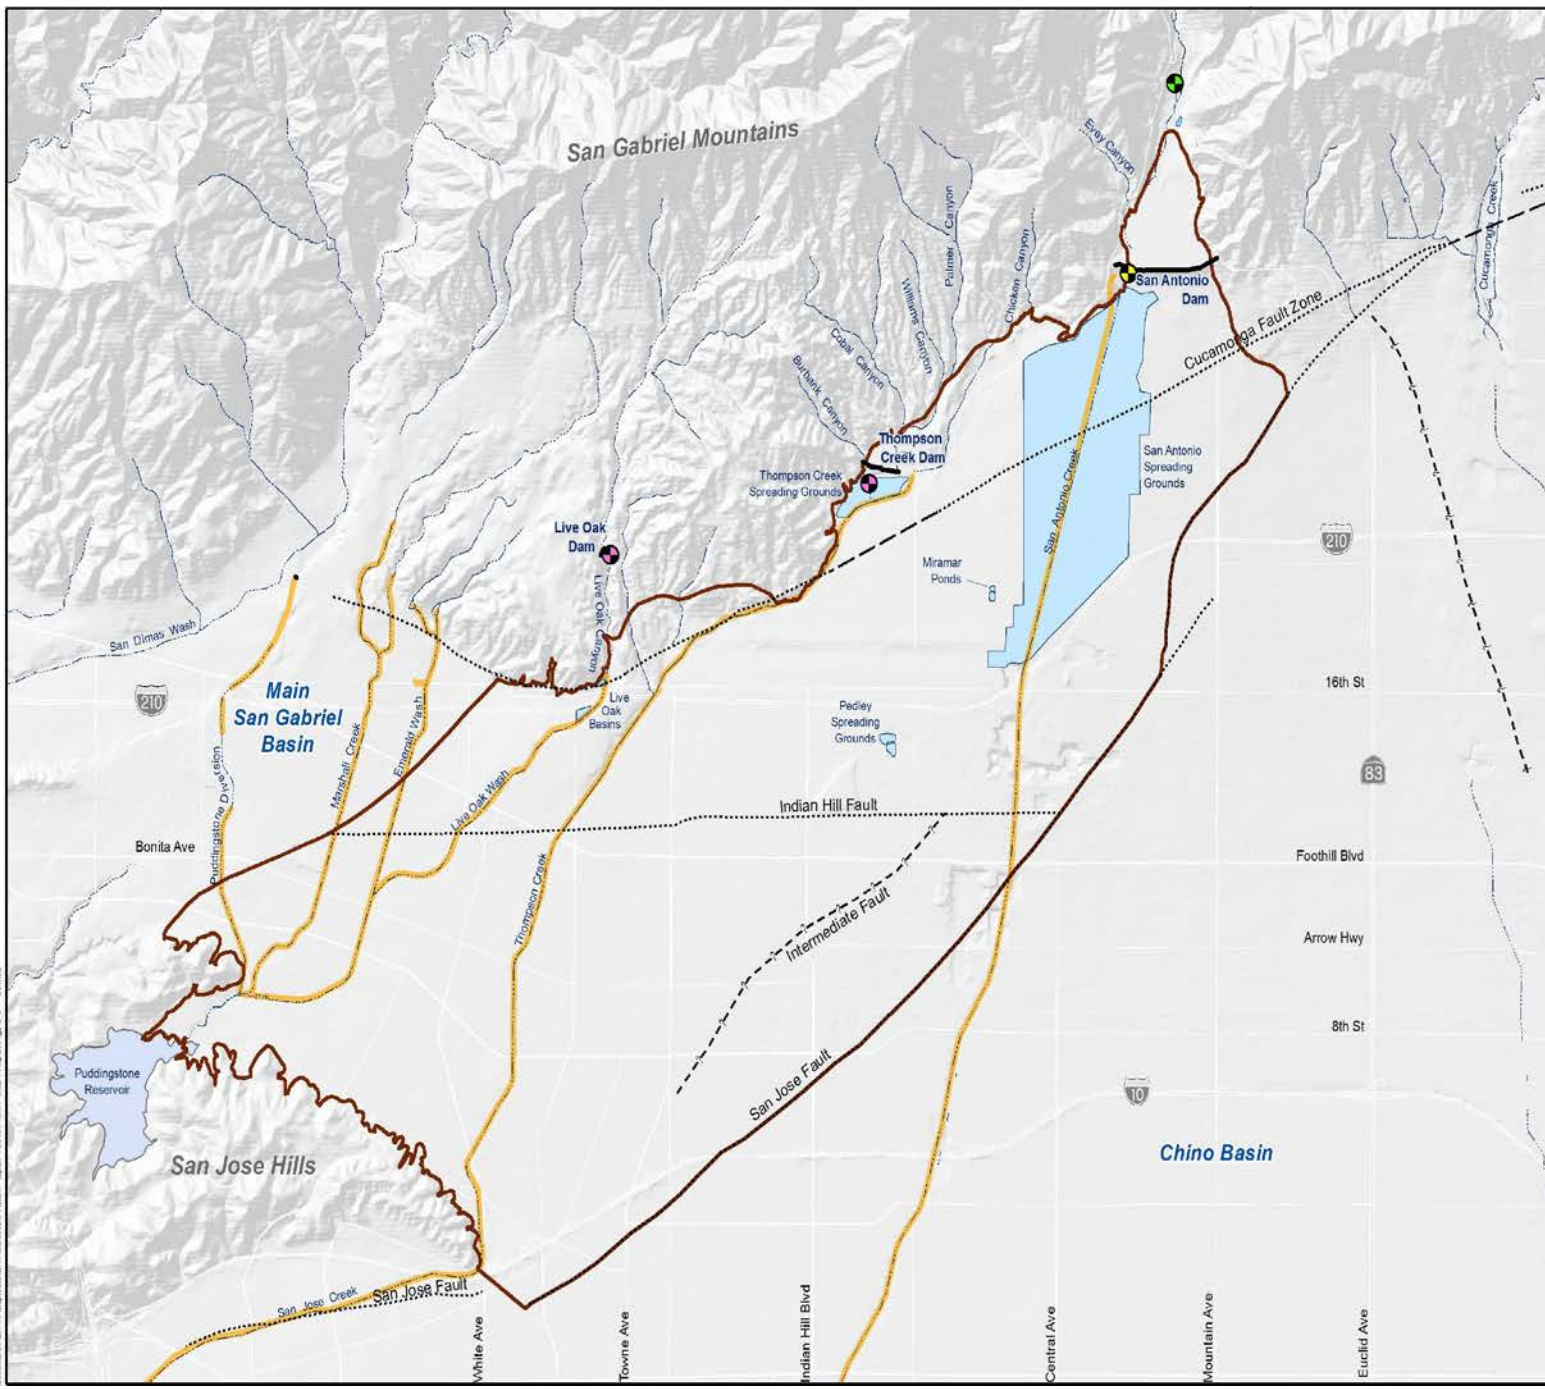 San Gabriel Mountains
Evey Canyon
Cucamonga Creek
Palmer Canyon
Chicken Canyon
Williams
Canyon
Cobal Canyon
Burbank Canyon
San Antonio
Dam
Cucamonga Fault Zone
Thompson
Creek Dam
Thompson Creek
Spreading Grounds
San Antonio
Spreading
Grounds
San Antonio Creek
Live Oak
Dam
Live Oak Canyon
Miramar
Ponds
210
San Dimas Wash
210
Main
San Gabriel
Basin
16th St
Live
Oak
Basins
Pedley
Spreading
Grounds
Puddingstone Diversion
Marshall Creek
Emerald Wash
Live Oak Wash
83
Indian Hill Fault
Bonita Ave
Foothill Blvd
Thompson Creek
Intermediate Fault
Arrow Hwy
8th St
Puddingstone
Reservoir
San Jose Fault
10
San Jose Hills
Chino Basin
San Jose Creek
San Jose Fault
White Ave
Towne Ave
Indian Hill Blvd
Central Ave
Mountain Ave
Euclid Ave